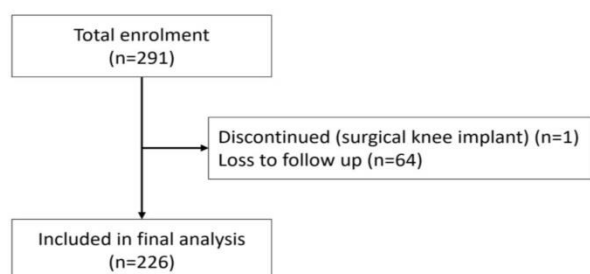 Total enrolment
(n=291)
Discontinued (surgical knee implant) (n=1)
Loss to follow up (n=64)
Included in final analysis
(n=226)